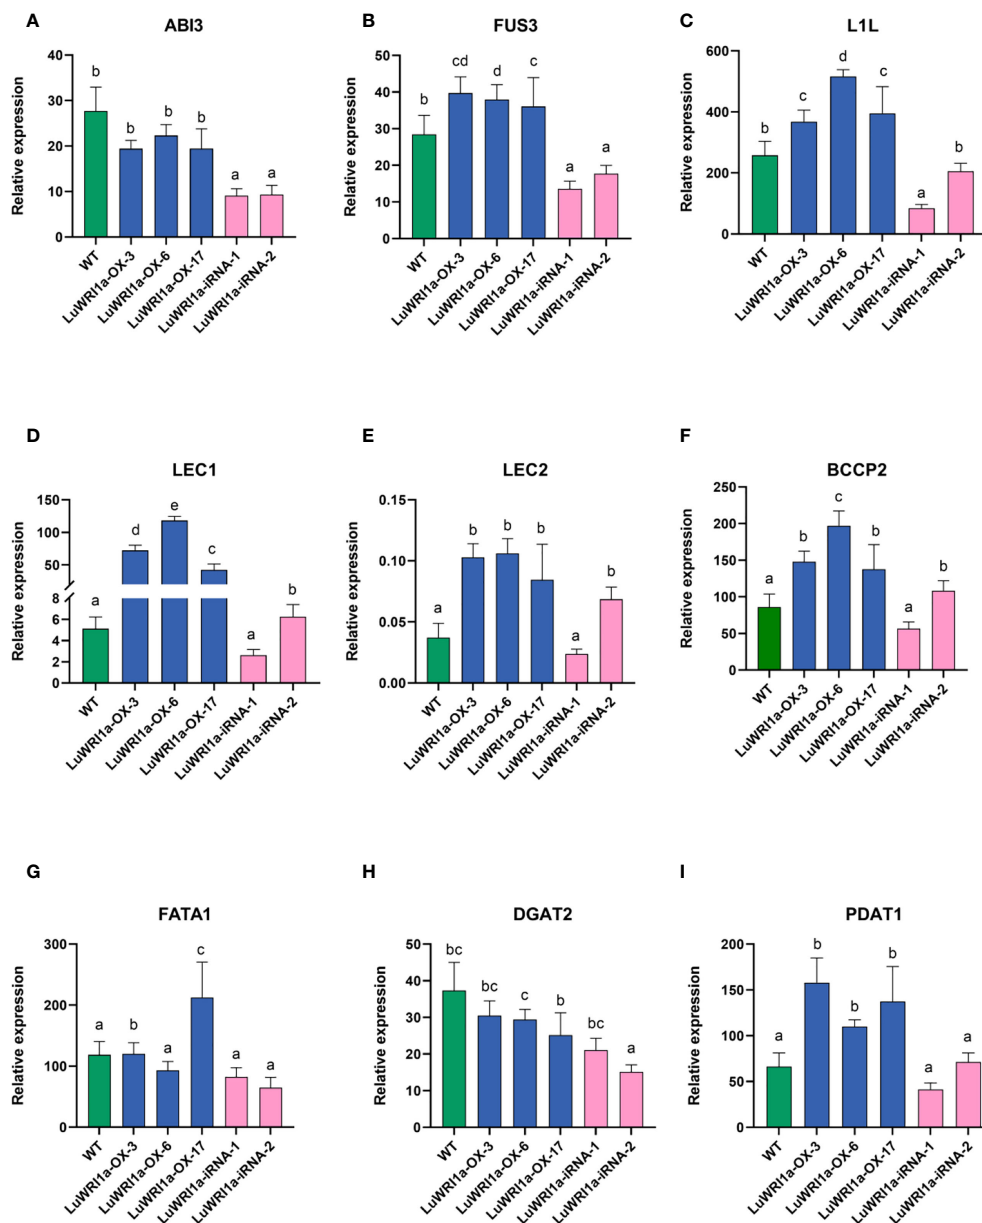 A
ABI3
Relative expression
40
30
20
10
0
b
b
b
b
a
a
WT
LuWRI1a-OX-3
LuWRI1a-OX-6
LuWRI1a-OX-17
LuWRI1a-iRNA-1
LuWRI1a-iRNA-2
B
FUS3
Relative expression
50
40
30
20
10
0
b
cd
d
c
a
a
WT
LuWRI1a-OX-3
LuWRI1a-OX-6
LuWRI1a-OX-17
LuWRI1a-iRNA-1
LuWRI1a-iRNA-2
C
L1L
Relative expression
600
400
200
0
b
c
d
c
a
b
WT
LuWRI1a-OX-3
LuWRI1a-OX-6
LuWRI1a-OX-17
LuWRI1a-iRNA-1
LuWRI1a-iRNA-2
D
LEC1
Relative expression
150
100
50
8
6
4
2
0
a
d
e
c
a
b
WT
LuWRI1a-OX-3
LuWRI1a-OX-6
LuWRI1a-OX-17
LuWRI1a-iRNA-1
LuWRI1a-iRNA-2
E
LEC2
Relative expression
0.15
0.10
0.05
0.00
a
b
b
b
a
b
WT
LuWRI1a-OX-3
LuWRI1a-OX-6
LuWRI1a-OX-17
LuWRI1a-iRNA-1
LuWRI1a-iRNA-2
F
BCCP2
Relative expression
250
200
150
100
50
0
a
b
c
b
a
b
WT
LuWRI1a-OX-3
LuWRI1a-OX-6
LuWRI1a-OX-17
LuWRI1a-iRNA-1
LuWRI1a-iRNA-2
G
FATA1
Relative expression
300
200
100
0
a
b
a
c
a
a
WT
LuWRI1a-OX-3
LuWRI1a-OX-6
LuWRI1a-OX-17
LuWRI1a-iRNA-1
LuWRI1a-iRNA-2
H
DGAT2
Relative expression
50
40
30
20
10
0
bc
bc
c
b
bc
a
WT
LuWRI1a-OX-3
LuWRI1a-OX-6
LuWRI1a-OX-17
LuWRI1a-iRNA-1
LuWRI1a-iRNA-2
I
PDAT1
Relative expression
200
150
100
50
0
a
b
b
b
a
a
WT
LuWRI1a-OX-3
LuWRI1a-OX-6
LuWRI1a-OX-17
LuWRI1a-iRNA-1
LuWRI1a-iRNA-2